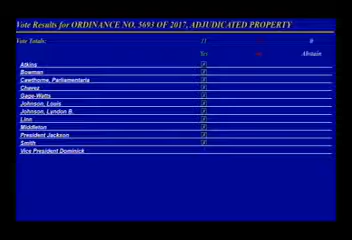 Vote Results for ORDINANCE NO. 5693 OF 2017, ADJUDICATED PROPERTY
Vote Totals: 11 0
Yes Abstain
Atkins
Bowman
Cawthorne, Parliamentaria
Chavez
Gage-Watts
Johnson, Louis
Johnson, Lyndon B.
Linn
Middleton
President Jackson
Smith
Vice President Dominick